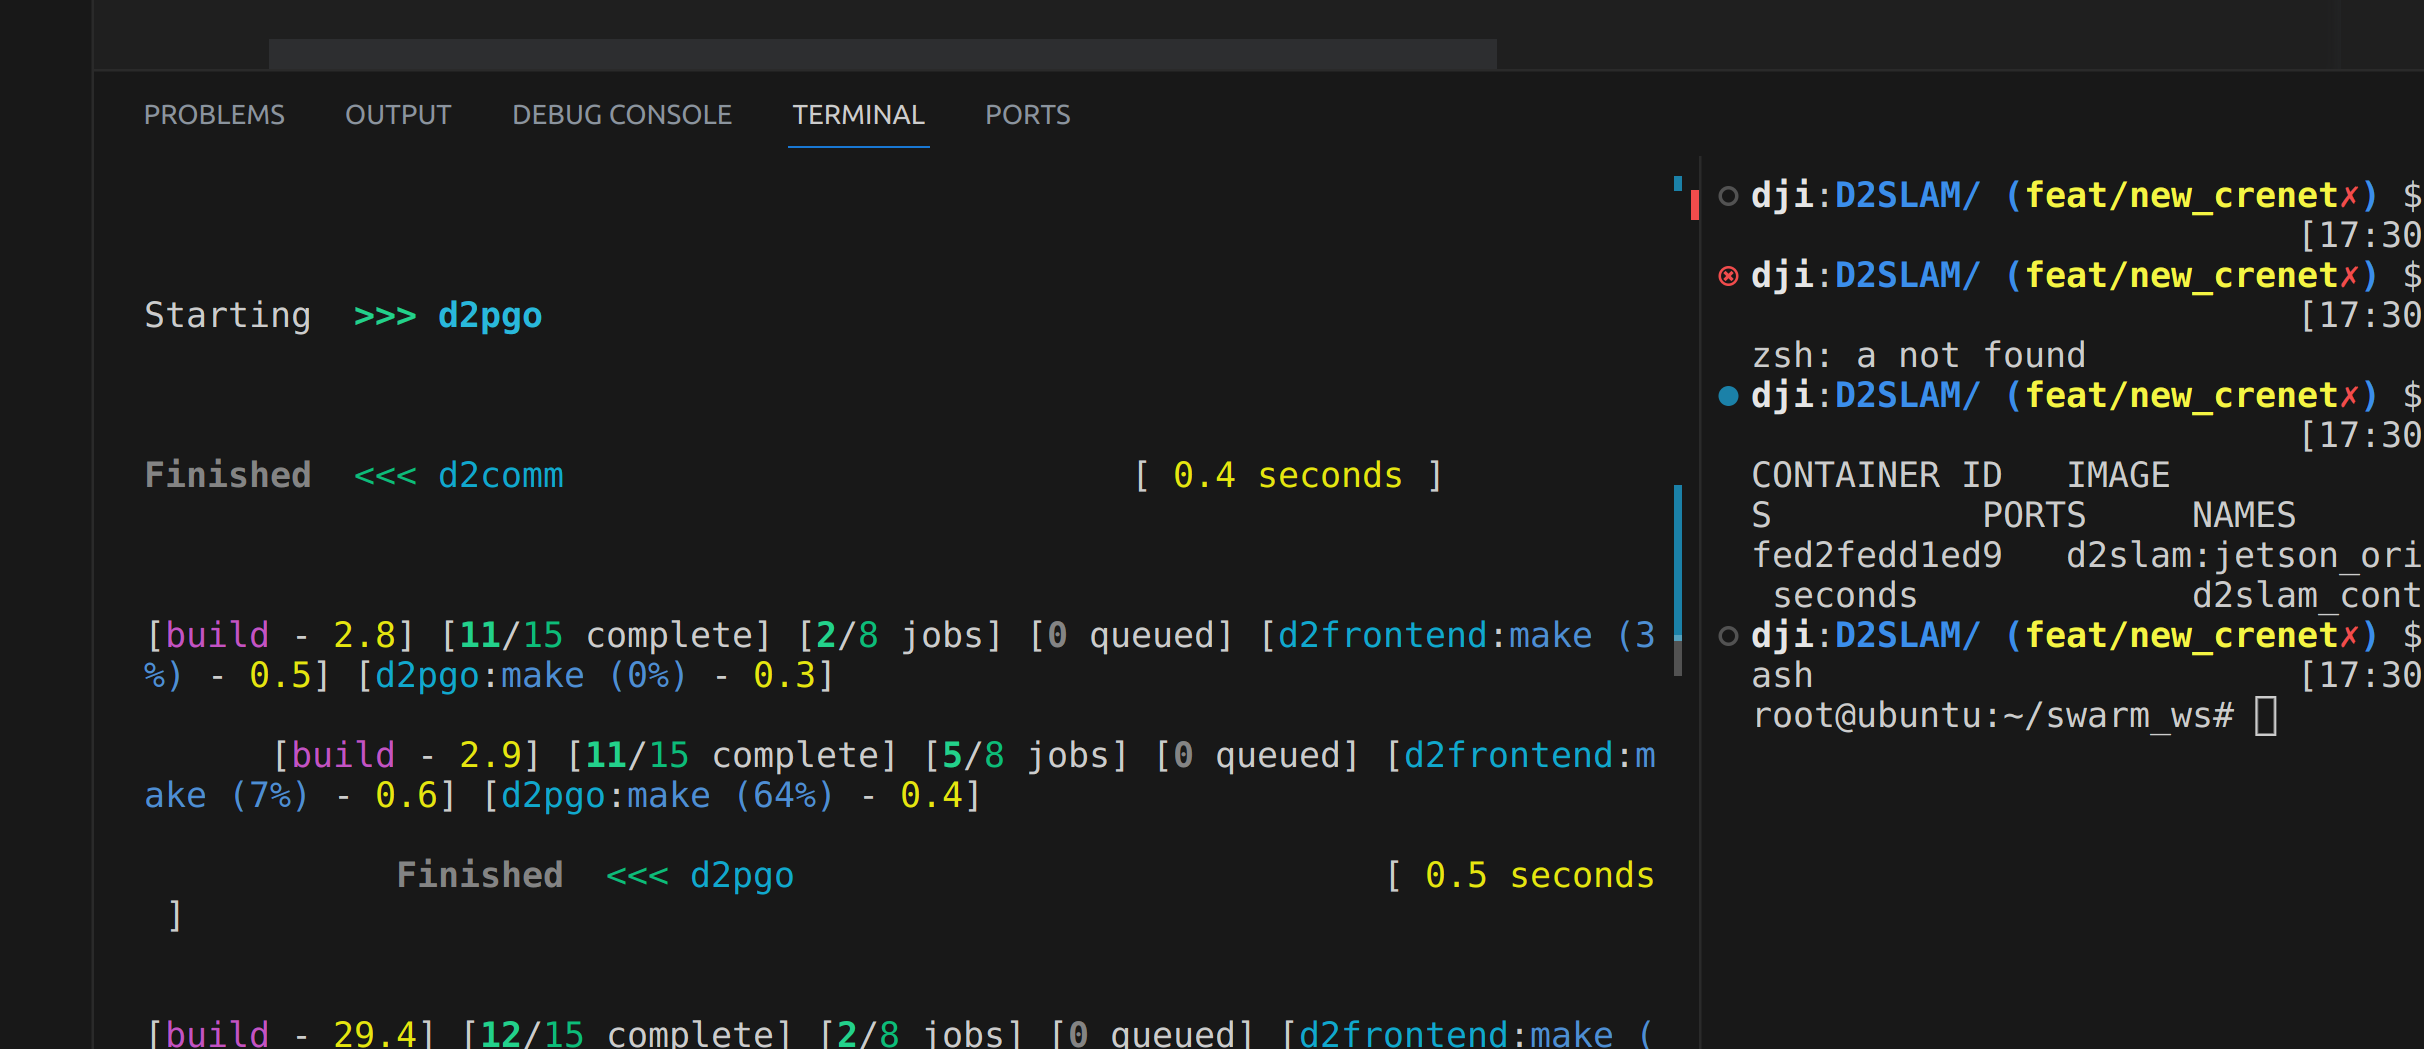 PROBLEMS OUTPUT DEBUG CONSOLE TERMINAL PORTS
Starting >>> d2pgo
Finished <<< d2comm [ 0.4 seconds ]
[build - 2.8] [11/15 complete] [2/8 jobs] [0 queued] [d2frontend:make (3
%) - 0.5] [d2pgo:make (0%) - 0.3]
[build - 2.9] [11/15 complete] [5/8 jobs] [0 queued] [d2frontend:m
ake (7%) - 0.6] [d2pgo:make (64%) - 0.4]
Finished <<< d2pgo [ 0.5 seconds
]
[build - 29.4] [12/15 complete] [2/8 jobs] [0 queued] [d2frontend:make (
dji:D2SLAM/ (feat/new_crenet✗) $
[17:30
dji:D2SLAM/ (feat/new_crenet✗) $
[17:30
zsh: a not found
dji:D2SLAM/ (feat/new_crenet✗) $
[17:30
CONTAINER ID IMAGE
S PORTS NAMES
fed2fedd1ed9 d2slam:jetson_ori
seconds d2slam_cont
dji:D2SLAM/ (feat/new_crenet✗) $
ash [17:30
root@ubuntu:~/swarm_ws#